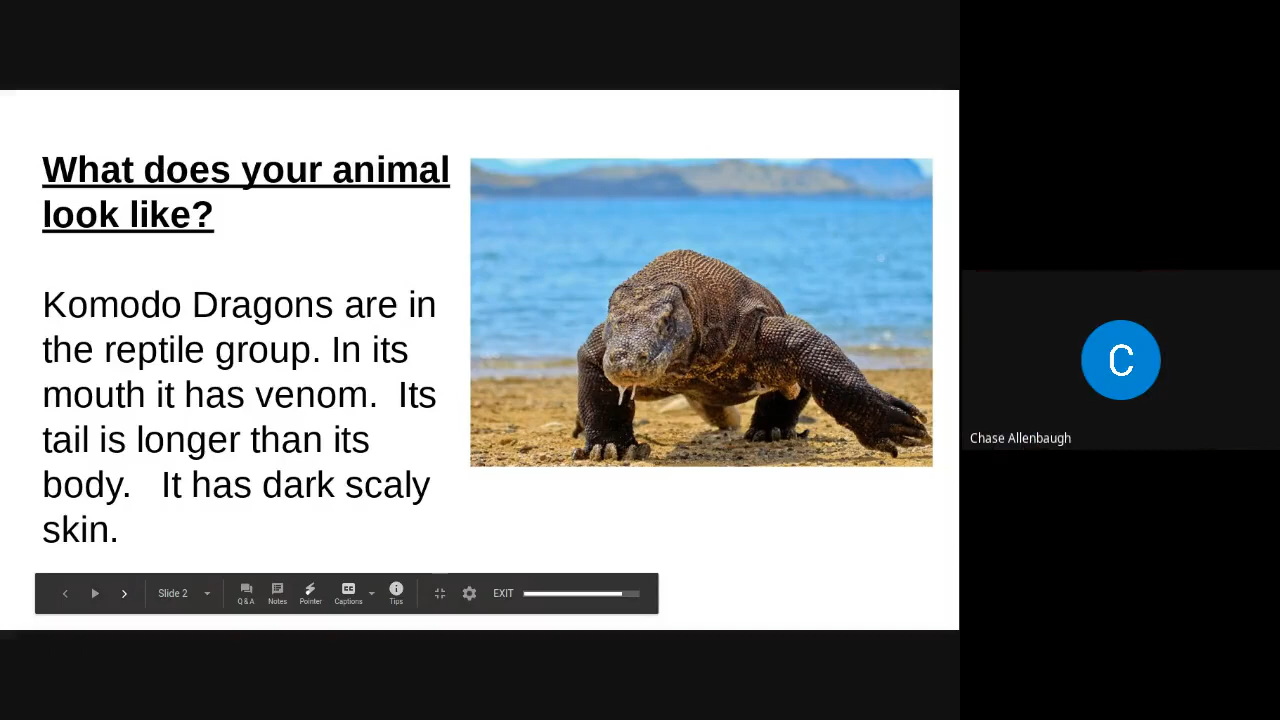 What does your animal
look like?
Komodo Dragons are in
the reptile group. In its
mouth it has venom.  Its
tail is longer than its
body.   It has dark scaly
skin.
C
Chase Allenbaugh
Slide 2
Q & A
Notes
Pointer
CC
Captions
Tips
EXIT